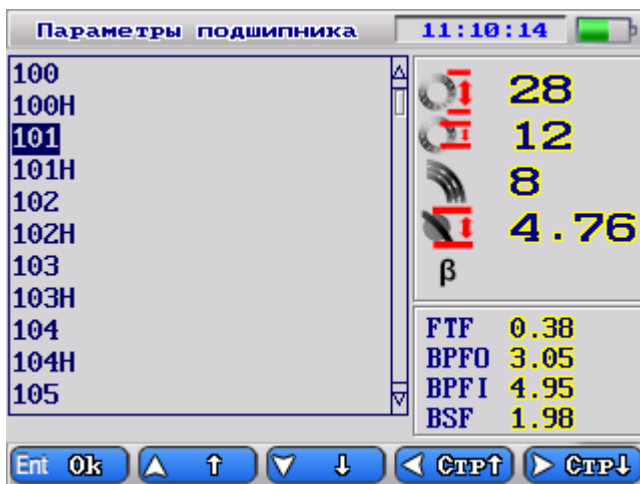 Параметры подшипника 11:10:14
100
100H
101
101H
102
102H
103
103H
104
104H
105
28
12
8
4.76
β
FTF 0.38
BPFO 3.05
BPFI 4.95
BSF 1.98
Ent Ok ↑ ↓ СТР↑ СТР↓